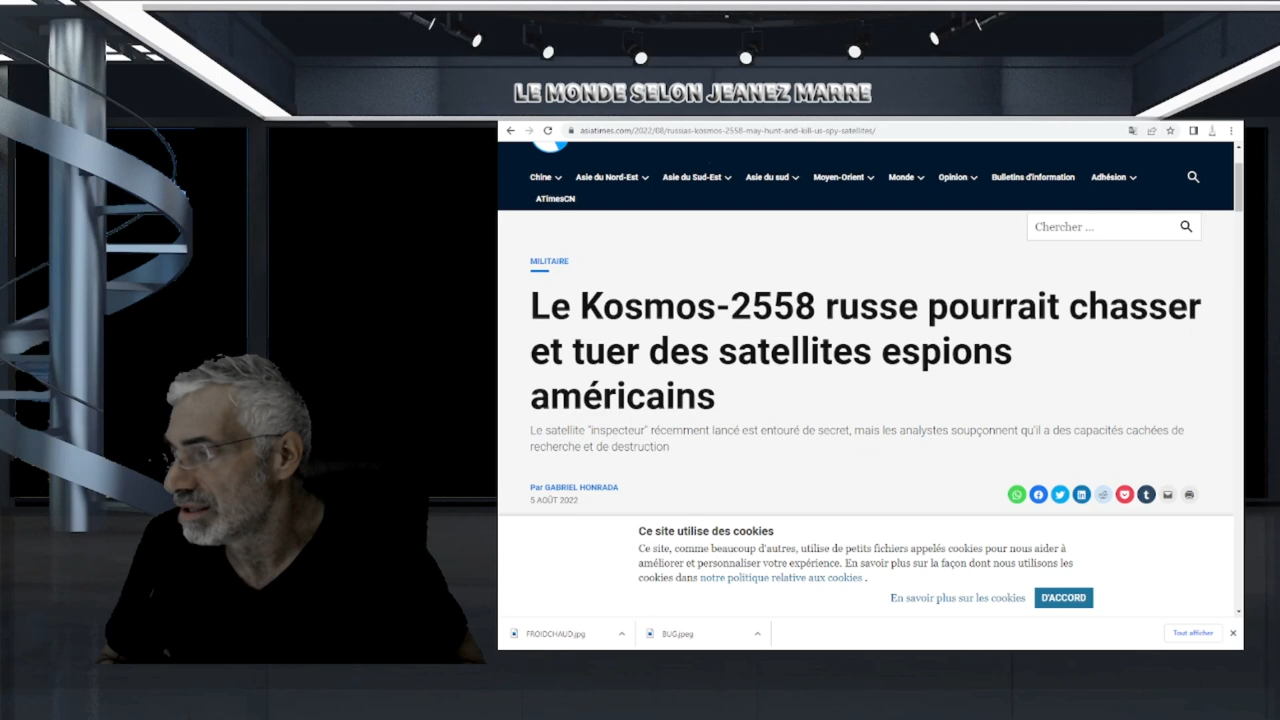 LE MONDE SELON JEANEZ MARRE
asiatimes.com/2022/08/russias-kosmos-2558-may-hunt-and-kill-us-spy-satellites/
Chine Asie du Nord-Est Asie du Sud-Est Asie du sud Moyen-Orient Monde Opinion Bulletins d'information Adhésion
ATimesCN
Chercher ...
MILITAIRE
Le Kosmos-2558 russe pourrait chasser
et tuer des satellites espions
américains
Le satellite "inspecteur" récemment lancé est entouré de secret, mais les analystes soupçonnent qu'il a des capacités cachées de
recherche et de destruction
Par GABRIEL HONRADA
5 AOÛT 2022
Ce site utilise des cookies
Ce site, comme beaucoup d'autres, utilise de petits fichiers appelés cookies pour nous aider à
améliorer et personnaliser votre expérience. En savoir plus sur la façon dont nous utilisons les
cookies dans notre politique relative aux cookies .
En savoir plus sur les cookies D'ACCORD
FROIDCHAUD.jpg BUG.jpeg Tout afficher